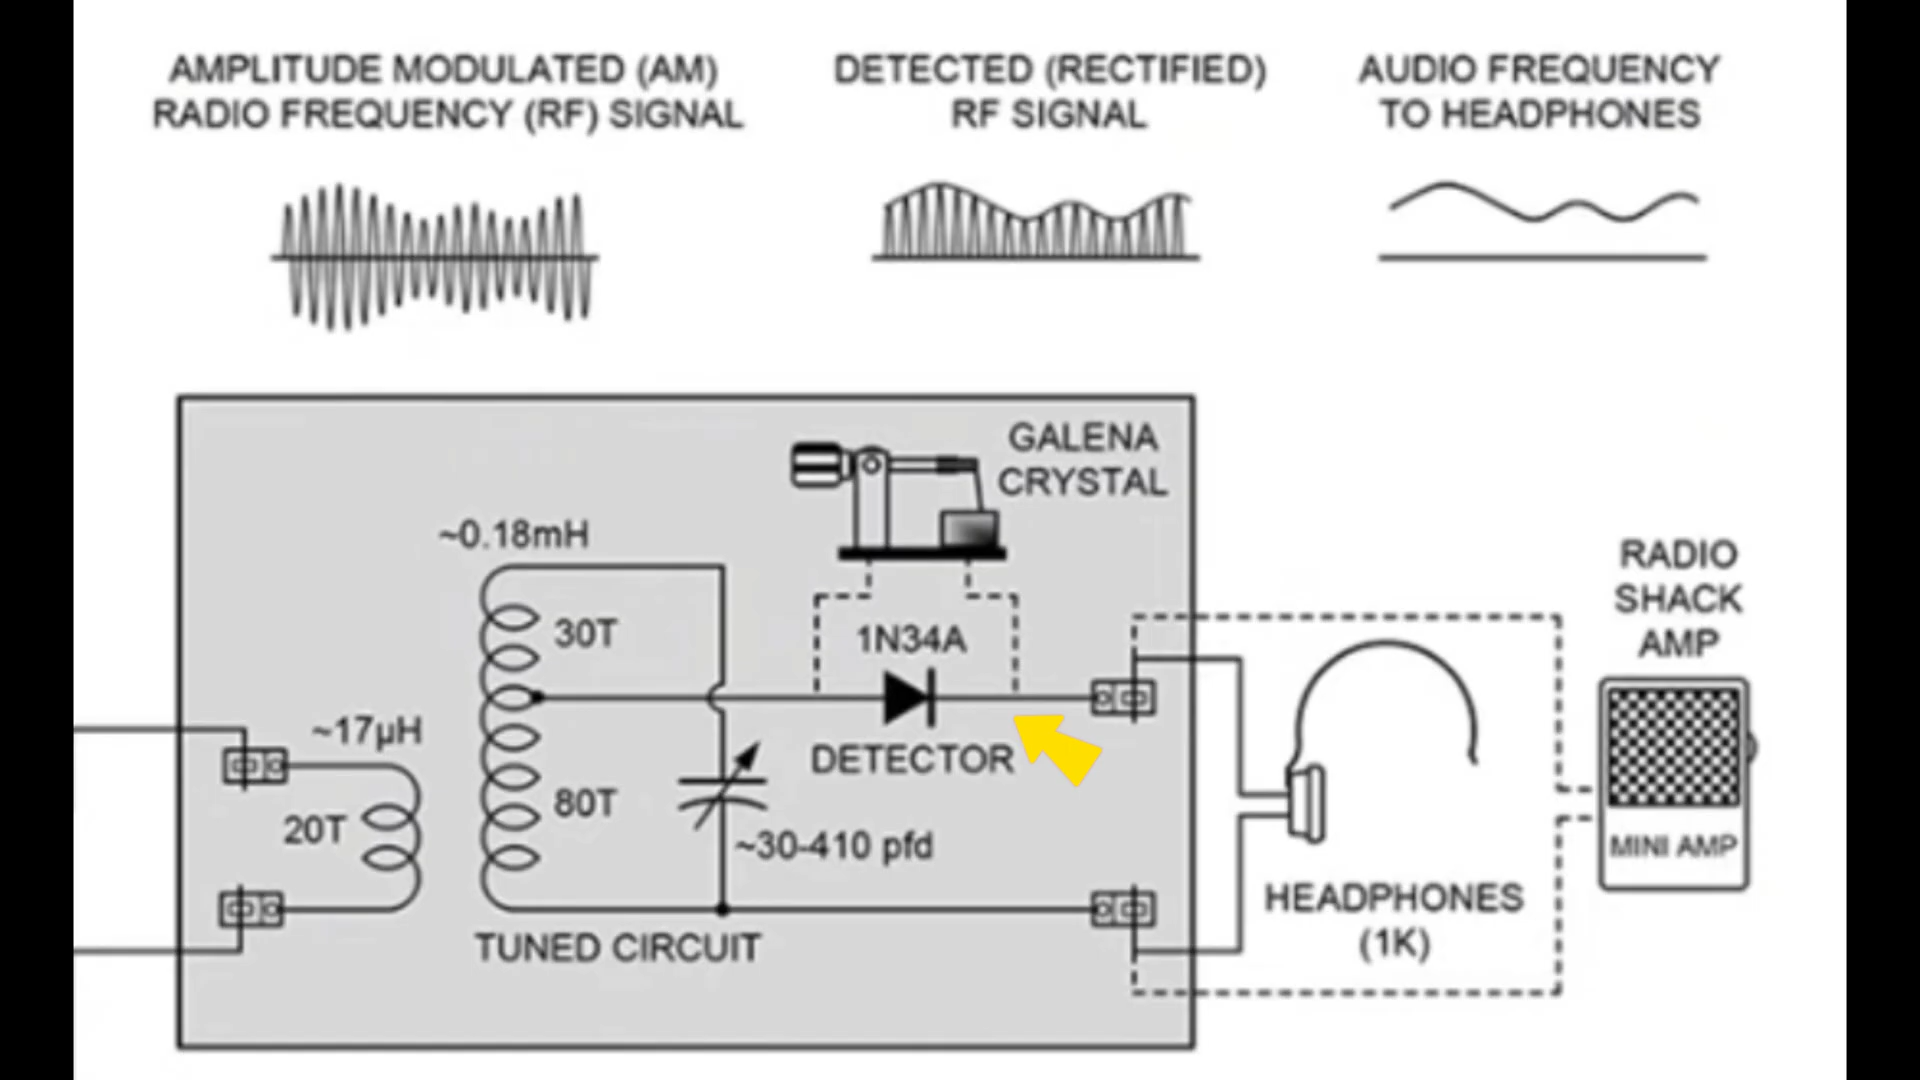 AMPLITUDE MODULATED (AM)
RADIO FREQUENCY (RF) SIGNAL
DETECTED (RECTIFIED)
RF SIGNAL
AUDIO FREQUENCY
TO HEADPHONES
GALENA
CRYSTAL
~0.18mH
30T
1N34A
DETECTOR
~17µH
20T
80T
~30-410 pfd
TUNED CIRCUIT
HEADPHONES
(1K)
RADIO
SHACK
AMP
MINI AMP